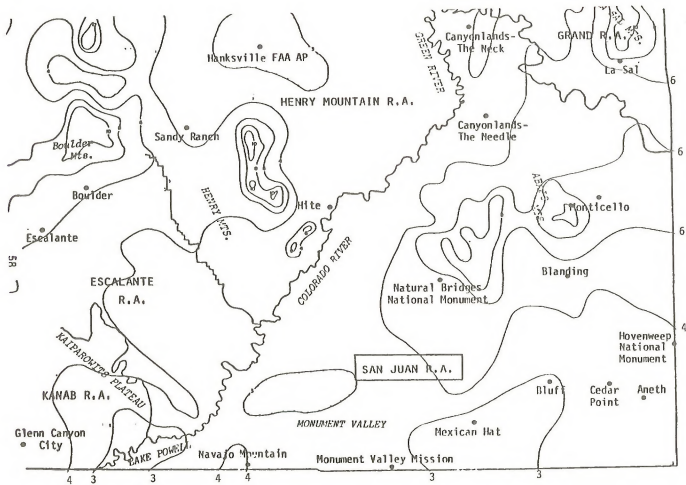 Hanksville FAA AP
GREEN RIVER
Canyonlands-
The Neck
GRAND R.A.
La Sal
6
HENRY MOUNTAIN R.A.
Sandy Ranch
Canyonlands-
The Needle
Boulder
Mts.
6
Boulder
HENRY MTS.
Hite
Monticello
Escalante
6
COLORADO RIVER
Blanding
ESCALANTE
R.A.
Natural Bridges
National Monument
4
Hovenweep
National
Monument
KAIPAROWITS PLATEAU
SAN JUAN R.A.
KANAB R.A.
Bluff
Cedar
Point
Aneth
MONUMENT VALLEY
Mexican Hat
Glenn Canyon
City
LAKE POWELL
Navajo Mountain
Monument Valley Mission
4 3 3 4 4 3 3